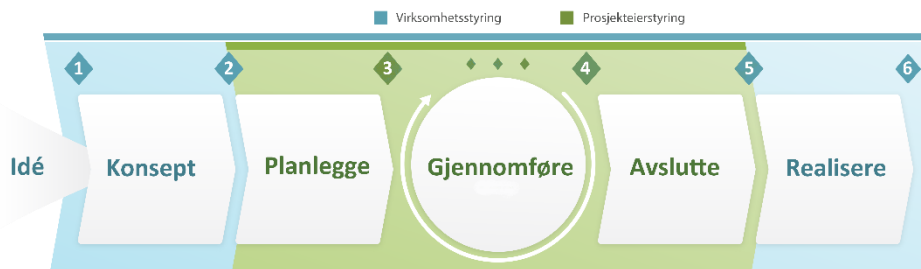 Virksomhetsstyring Prosjekteierstyring
1 2 3 4 5 6
Idé Konsept Planlegge Gjennomføre Avslutte Realisere